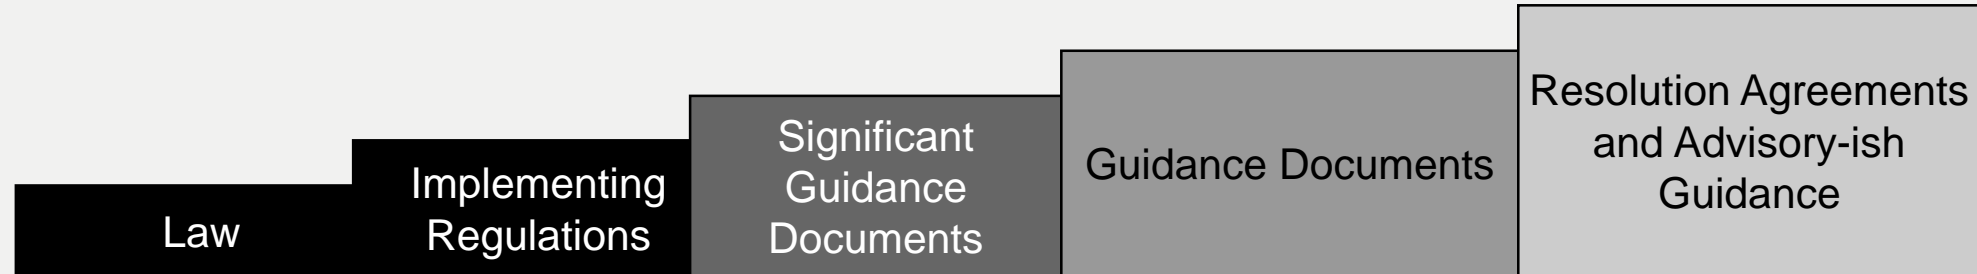 Law
Implementing
Regulations
Significant
Guidance
Documents
Guidance Documents
Resolution Agreements
and Advisory-ish
Guidance